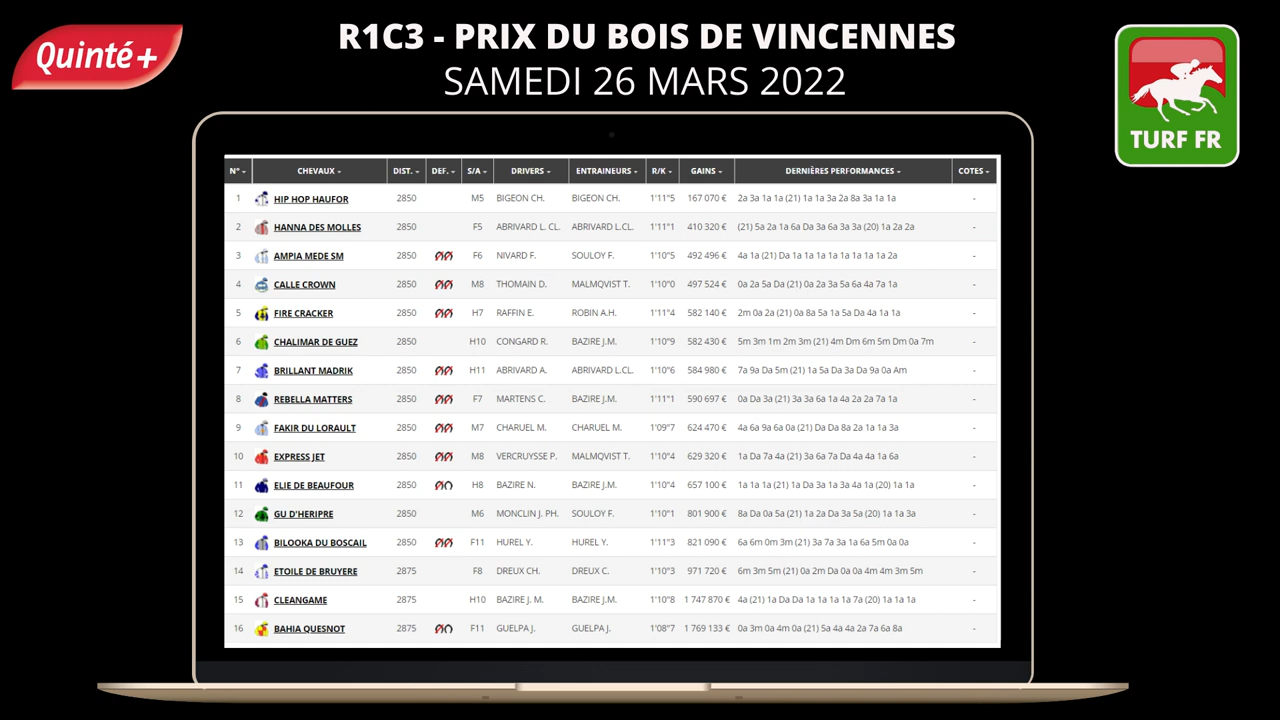 Quinté+
R1C3 - PRIX DU BOIS DE VINCENNES
SAMEDI 26 MARS 2022
TURF FR
N° CHEVAUX DIST. DEF. S/A DRIVERS ENTRAINEURS R/K GAINS DERNIÈRES PERFORMANCES COTES
1 HIP HOP HAUFOR 2850 M5 BIGEON CH. BIGEON CH. 1'11"5 167 070 € 2a 3a 1a 1a (21) 1a 1a 3a 2a 8a 3a 1a 1a -
2 HANNA DES MOLLES 2850 F5 ABRIVARD L. CL. ABRIVARD L.CL. 1'11"1 410 320 € (21) 5a 2a 1a 6a Da 3a 6a 3a 3a (20) 1a 2a 2a -
3 AMPIA MEDE SM 2850 F6 NIVARD F. SOULOY F. 1'10"5 492 496 € 4a 1a (21) Da 1a 1a 1a 1a 1a 1a 1a 1a 2a -
4 CALLE CROWN 2850 M8 THOMAIN D. MALMQVIST T. 1'10"0 497 524 € 0a 2a 5a Da (21) 0a 2a 3a 5a 6a 4a 7a 1a -
5 FIRE CRACKER 2850 H7 RAFFIN E. ROBIN A.H. 1'11"4 582 140 € 2m 0a 2a (21) 0a 8a 5a 1a 5a Da 4a 1a 1a -
6 CHALIMAR DE GUEZ 2850 H10 CONGARD R. BAZIRE J.M. 1'10"9 582 430 € 5m 3m 1m 2m 3m (21) 4m Dm 6m 5m Dm 0a 7m -
7 BRILLANT MADRIK 2850 H11 ABRIVARD A. ABRIVARD L.CL. 1'10"6 584 980 € 7a 9a Da 5m (21) 1a 5a Da 3a Da 9a 0a Am -
8 REBELLA MATTERS 2850 F7 MARTENS C. BAZIRE J.M. 1'11"1 590 697 € 0a Da 3a (21) 3a 3a 6a 1a 4a 2a 2a 7a 1a -
9 FAKIR DU LORAULT 2850 M7 CHARUEL M. CHARUEL M. 1'09"7 624 470 € 4a 6a 9a 6a 0a (21) Da Da 8a 2a 1a 1a 3a -
10 EXPRESS JET 2850 M8 VERCRUYSSE P. MALMQVIST T. 1'10"4 629 320 € 1a Da 7a 4a (21) 3a 6a 7a Da 4a 4a 1a 6a -
11 ELIE DE BEAUFOUR 2850 H8 BAZIRE N. BAZIRE J.M. 1'10"4 657 100 € 1a 1a 1a (21) 1a Da 3a 1a 3a 4a 1a (20) 1a 1a -
12 GU D'HERIPRE 2850 M6 MONCLIN J. PH. SOULOY F. 1'10"1 801 900 € 8a Da 0a 5a (21) 1a 2a Da 3a 5a (20) 1a 1a 3a -
13 BILOOKA DU BOSCAIL 2850 F11 HUREL Y. HUREL Y. 1'11"3 821 090 € 6a 6m 0m 3m (21) 3a 7a 3a 1a 6a 5m 0a 0a -
14 ETOILE DE BRUYERE 2875 F8 DREUX CH. DREUX C. 1'10"3 971 720 € 6m 3m 5m (21) 0a 2m Da 0a 0a 4m 4m 3m 5m -
15 CLEANGAME 2875 H10 BAZIRE J. M. BAZIRE J.M. 1'10"8 1 747 870 € 4a (21) 1a Da Da 1a 1a 1a 1a 7a (20) 1a 1a 1a -
16 BAHIA QUESNOT 2875 F11 GUELPA J. GUELPA J. 1'08"7 1 769 133 € 0a 3m 0a 4m 0a (21) 5a 4a 4a 2a 7a 6a 8a -